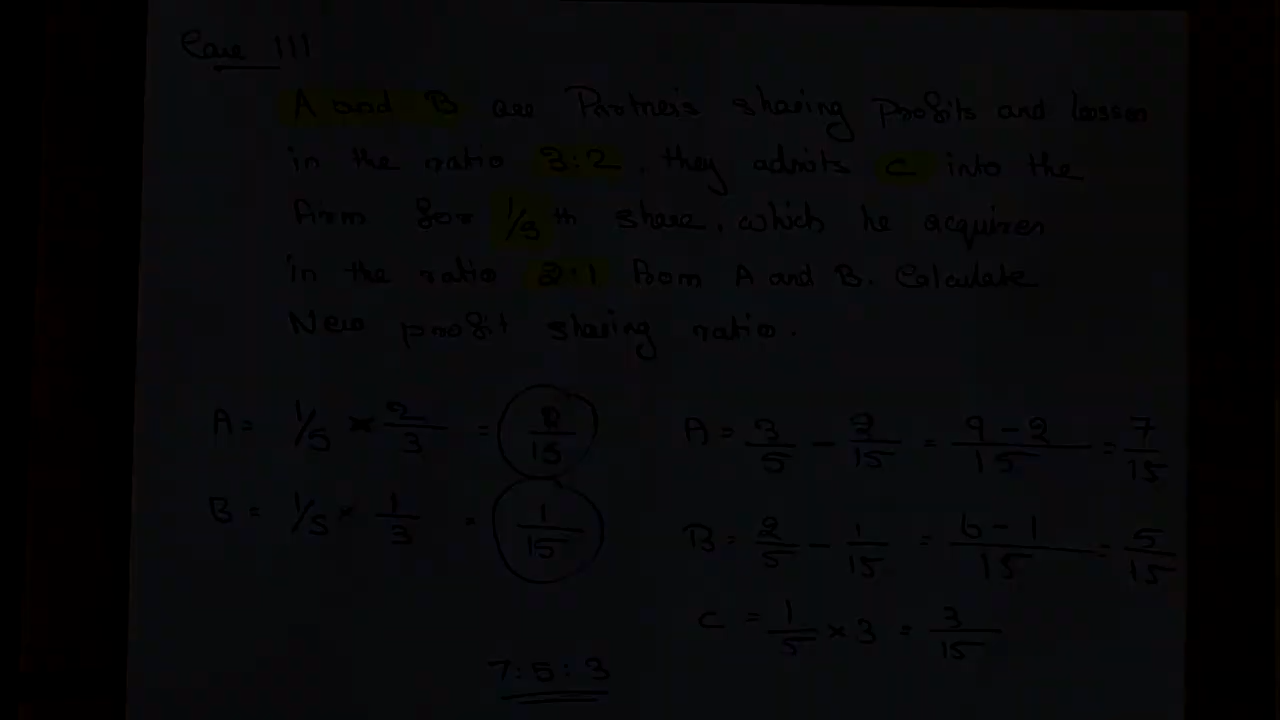 Case III
A and B are Partners sharing Profits and losses
in the ratio 3:2. they admits C into the
firm for 1/5 th share, which he acquires
in the ratio 2:1 from A and B. Calculate
New profit sharing ratio.
A = 1/5 × 2/3 = 2/15
B = 1/5 × 1/3 = 1/15
A = 3/5 - 2/15 = 9-2/15 = 7/15
B = 2/5 - 1/15 = 6-1/15 = 5/15
C = 1/5 × 3 = 3/15
7:5:3